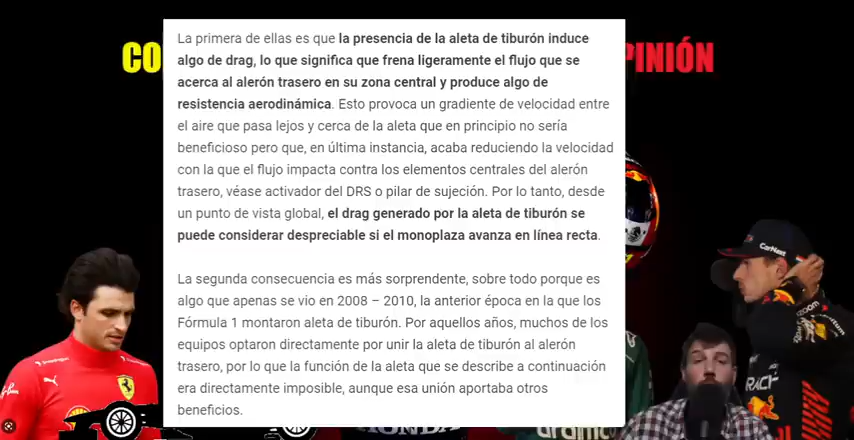 CO
PINIÓN
La primera de ellas es que la presencia de la aleta de tiburón induce
algo de drag, lo que significa que frena ligeramente el flujo que se
acerca al alerón trasero en su zona central y produce algo de
resistencia aerodinámica. Esto provoca un gradiente de velocidad entre
el aire que pasa lejos y cerca de la aleta que en principio no sería
beneficioso pero que, en última instancia, acaba reduciendo la velocidad
con la que el flujo impacta contra los elementos centrales del alerón
trasero, véase activador del DRS o pilar de sujeción. Por lo tanto, desde
un punto de vista global, el drag generado por la aleta de tiburón se
puede considerar despreciable si el monoplaza avanza en línea recta.
La segunda consecuencia es más sorprendente, sobre todo porque es
algo que apenas se vio en 2008 – 2010, la anterior época en la que los
Fórmula 1 montaron aleta de tiburón. Por aquellos años, muchos de los
equipos optaron directamente por unir la aleta de tiburón al alerón
trasero, por lo que la función de la aleta que se describe a continuación
era directamente imposible, aunque esa unión aportaba otros
beneficios.
CarNext
HONDA
aramco